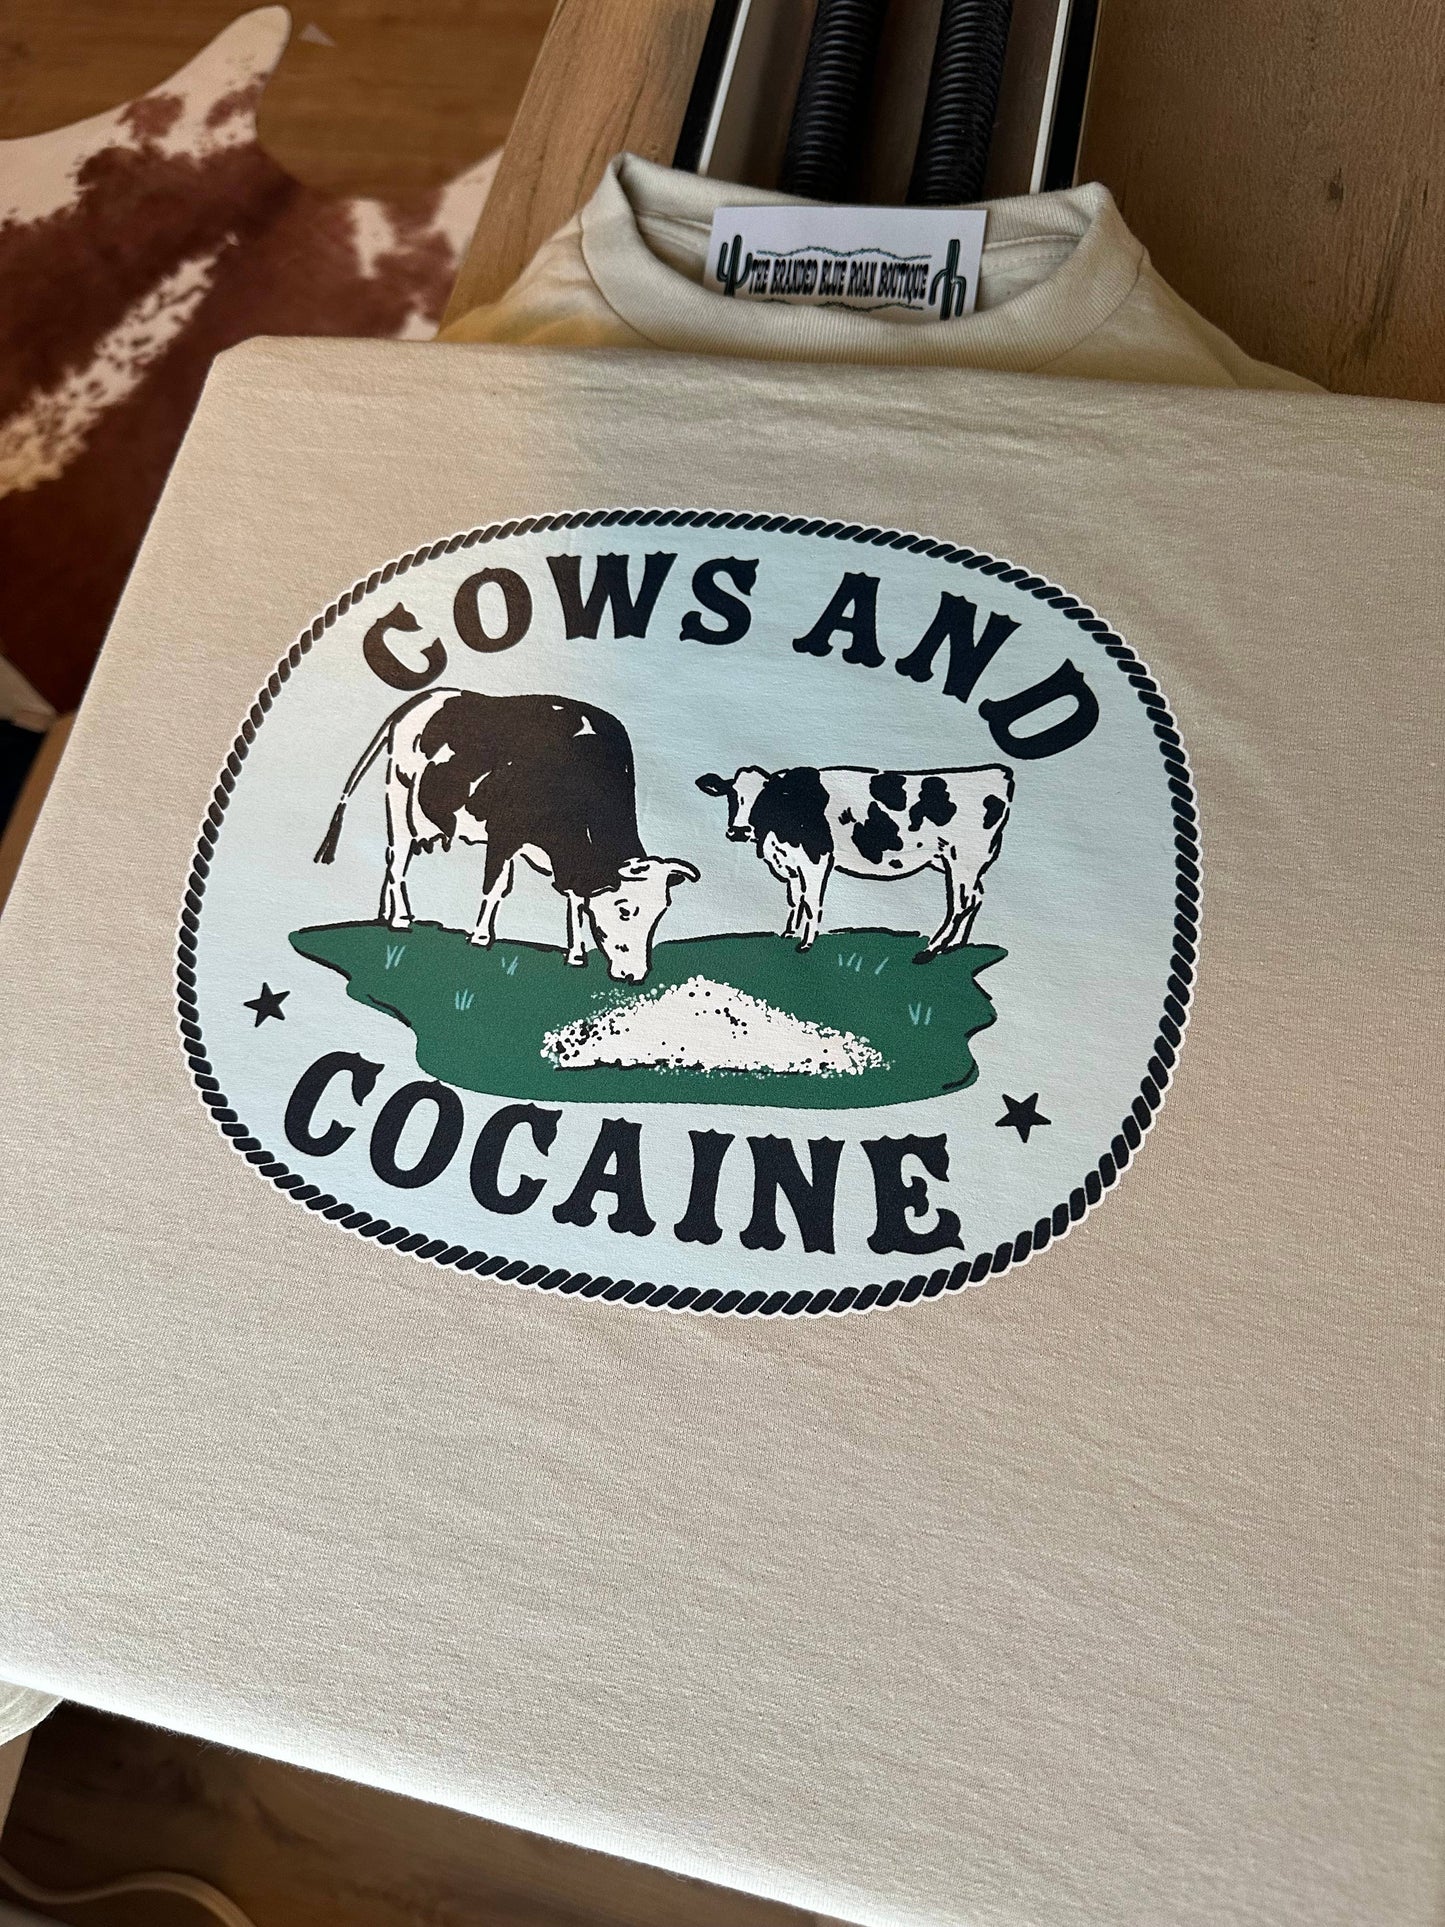 THE BRANDED BLUE ROAN BOUTIQUE
COWS AND
COCAINE